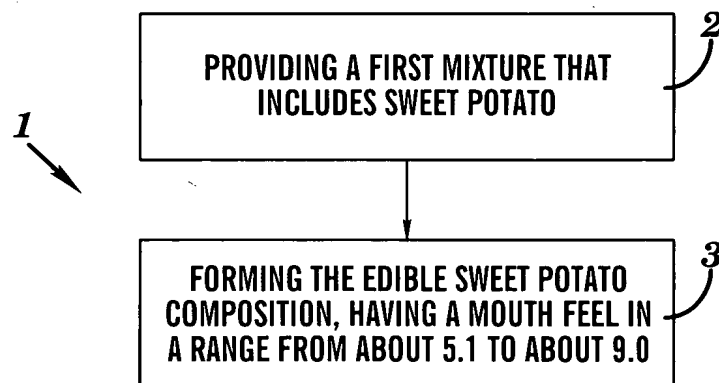 2
PROVIDING A FIRST MIXTURE THAT
INCLUDES SWEET POTATO
1
3
FORMING THE EDIBLE SWEET POTATO
COMPOSITION, HAVING A MOUTH FEEL IN
A RANGE FROM ABOUT 5.1 TO ABOUT 9.0